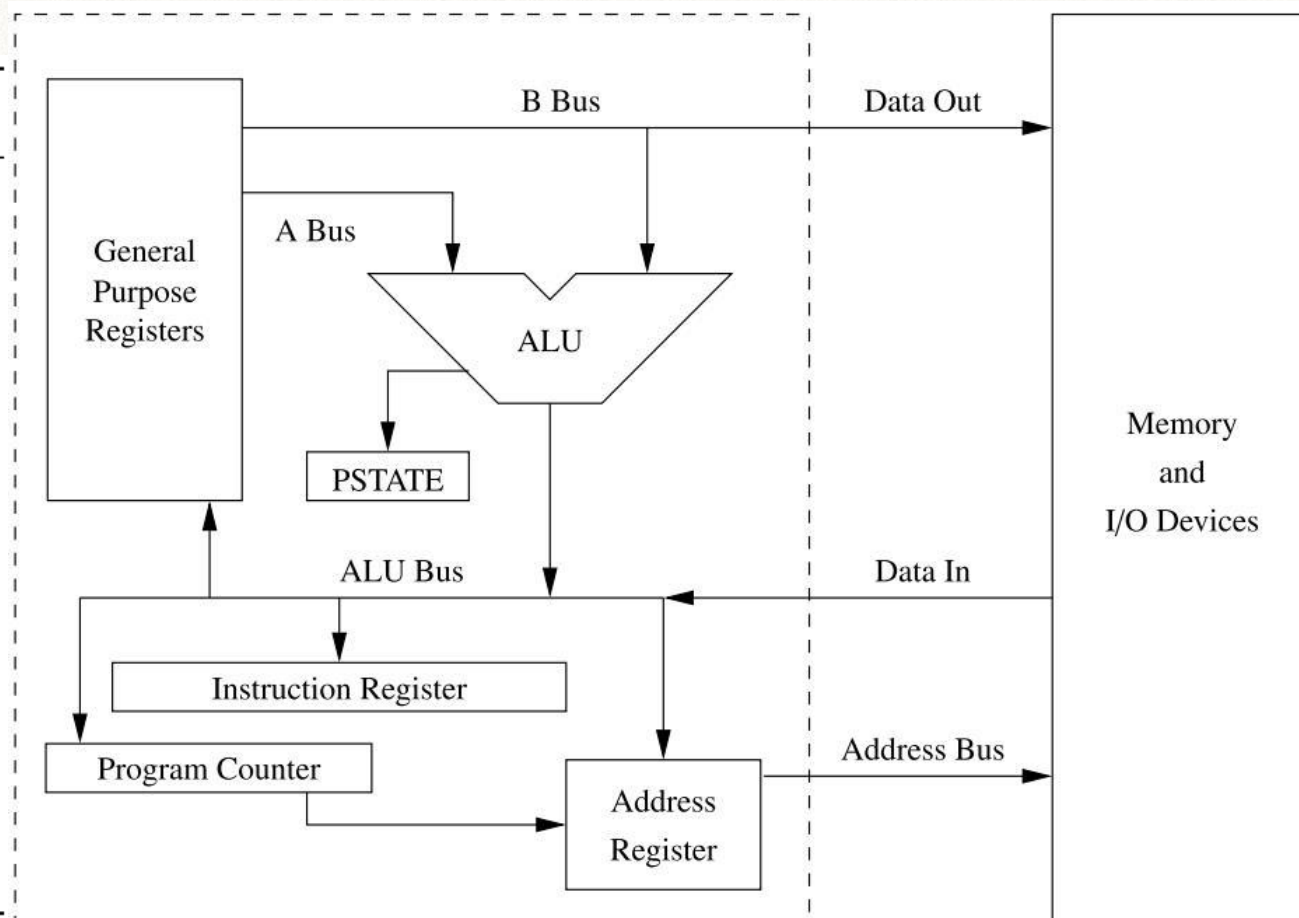 B Bus
Data Out
A Bus
General
Purpose
Registers
ALU
PSTATE
Memory
and
I/O Devices
ALU Bus
Data In
Instruction Register
Program Counter
Address Bus
Address
Register